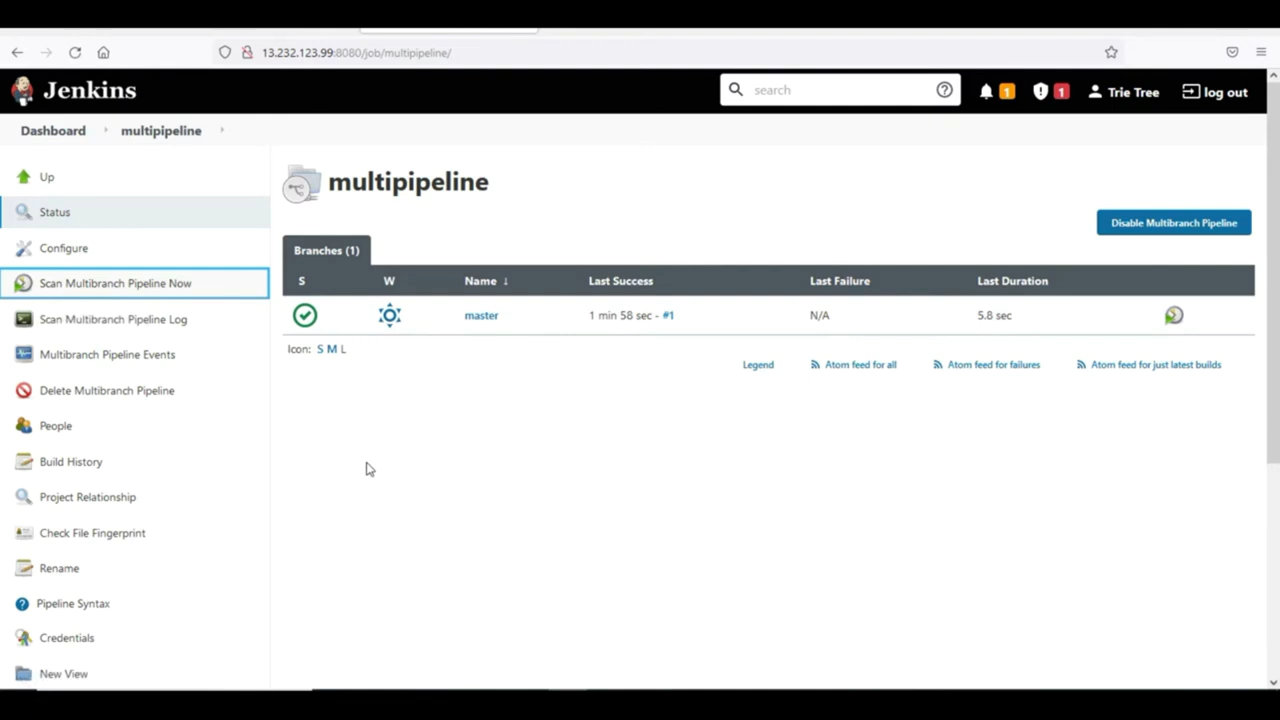 13.232.123.99:8080/job/multipipeline/
Jenkins
search
1
1
Trie Tree
log out
Dashboard
multipipeline
Up
Status
Configure
Scan Multibranch Pipeline Now
Scan Multibranch Pipeline Log
Multibranch Pipeline Events
Delete Multibranch Pipeline
People
Build History
Project Relationship
Check File Fingerprint
Rename
Pipeline Syntax
Credentials
New View
multipipeline
Disable Multibranch Pipeline
Branches (1)
S W Name ↓ Last Success Last Failure Last Duration
master 1 min 58 sec - #1 N/A 5.8 sec
Icon: S M L
Legend Atom feed for all Atom feed for failures Atom feed for just latest builds